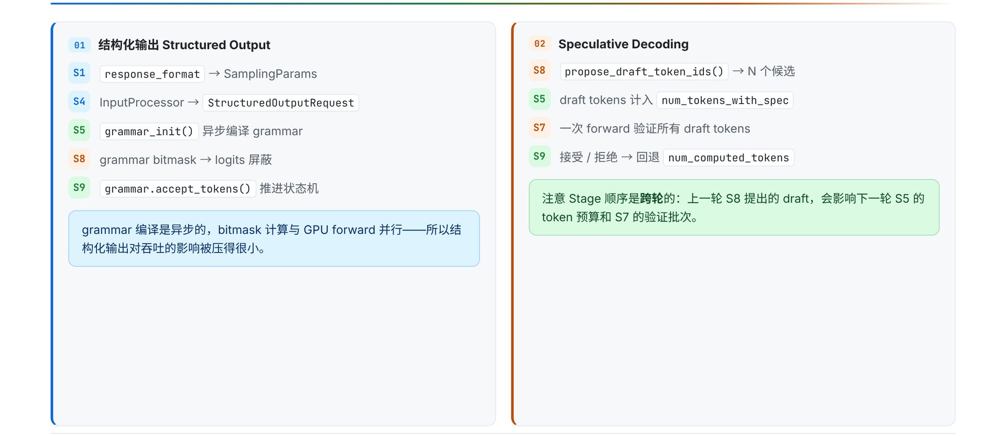 01 结构化输出 Structured Output
S1 response_format → SamplingParams
S4 InputProcessor → StructuredOutputRequest
S5 grammar_init() 异步编译 grammar
S8 grammar bitmask → logits 屏蔽
S9 grammar.accept_tokens() 推进状态机
grammar 编译是异步的，bitmask 计算与 GPU forward 并行——所以结
构化输出对吞吐的影响被压得很小。
02 Speculative Decoding
S8 propose_draft_token_ids() → N 个候选
S5 draft tokens 计入 num_tokens_with_spec
S7 一次 forward 验证所有 draft tokens
S9 接受 / 拒绝 → 回退 num_computed_tokens
注意 Stage 顺序是跨轮的：上一轮 S8 提出的 draft，会影响下一轮 S5 的
token 预算和 S7 的验证批次。